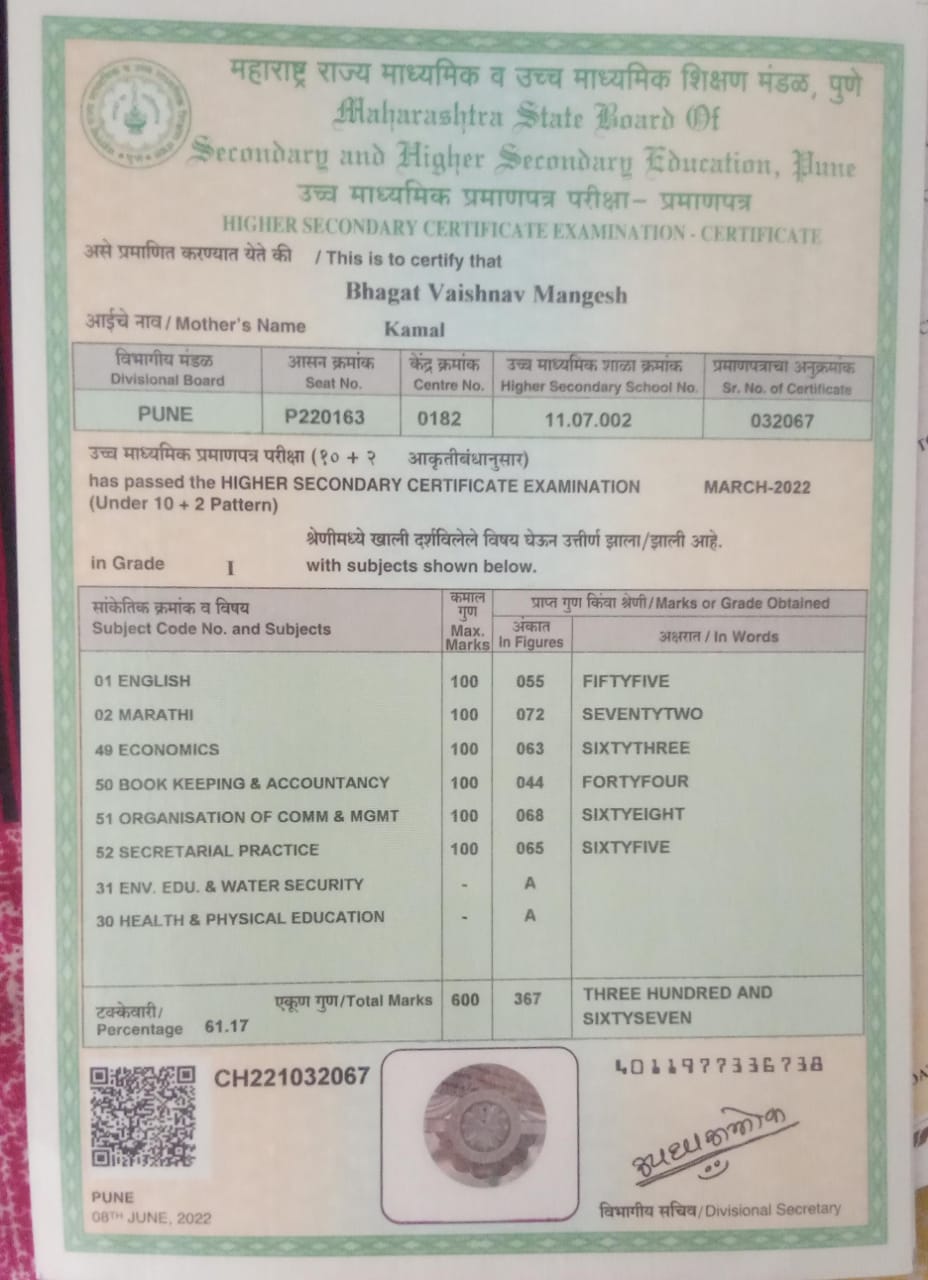 महाराष्ट्र राज्य माध्यमिक व उच्च माध्यमिक शिक्षण मंडळ, पुणे
Maharashtra State Board Of
Secondary and Higher Secondary Education, Pune
उच्च माध्यमिक प्रमाणपत्र परीक्षा– प्रमाणपत्र
HIGHER SECONDARY CERTIFICATE EXAMINATION - CERTIFICATE
असे प्रमाणित करण्यात येते की / This is to certify that
Bhagat Vaishnav Mangesh
आईचे नाव / Mother's Name Kamal
विभागीय मंडळ आसन क्रमांक केंद्र क्रमांक उच्च माध्यमिक शाळा क्रमांक प्रमाणपत्राचा अनुक्रमांक
Divisional Board Seat No. Centre No. Higher Secondary School No. Sr. No. of Certificate
PUNE P220163 0182 11.07.002 032067
उच्च माध्यमिक प्रमाणपत्र परीक्षा (१० + २ आकृतीबंधानुसार)
has passed the HIGHER SECONDARY CERTIFICATE EXAMINATION MARCH-2022
(Under 10 + 2 Pattern)
श्रेणीमध्ये खाली दर्शविलेले विषय घेऊन उत्तीर्ण झाला/झाली आहे.
in Grade I with subjects shown below.
सांकेतिक क्रमांक व विषय कमाल गुण प्राप्त गुण किंवा श्रेणी/Marks or Grade Obtained
Subject Code No. and Subjects Max. Marks अंकात In Figures अक्षरात / In Words
01 ENGLISH 100 055 FIFTYFIVE
02 MARATHI 100 072 SEVENTYTWO
49 ECONOMICS 100 063 SIXTYTHREE
50 BOOK KEEPING & ACCOUNTANCY 100 044 FORTYFOUR
51 ORGANISATION OF COMM & MGMT 100 068 SIXTYEIGHT
52 SECRETARIAL PRACTICE 100 065 SIXTYFIVE
31 ENV. EDU. & WATER SECURITY - A
30 HEALTH & PHYSICAL EDUCATION - A
टक्केवारी/ एकूण गुण/Total Marks 600 367 THREE HUNDRED AND
Percentage 61.17 SIXTYSEVEN
CH221032067
4011977336738
PUNE
08TH JUNE, 2022
विभागीय सचिव/Divisional Secretary